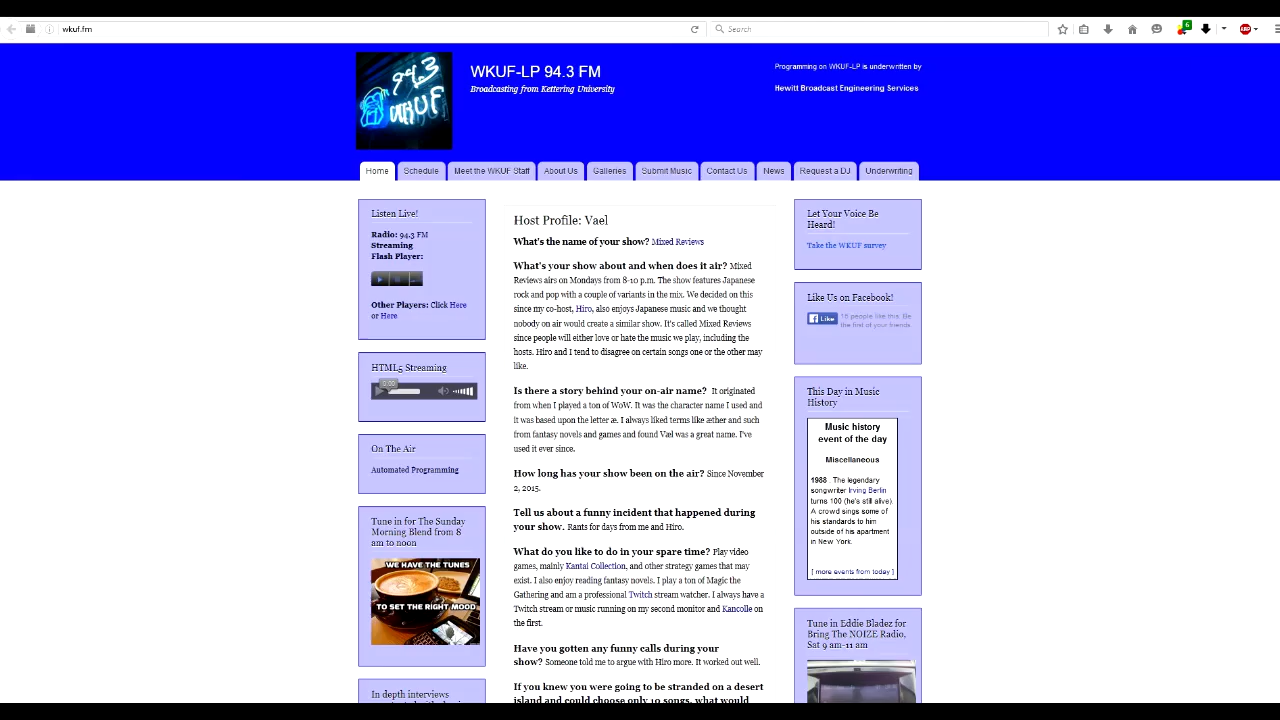 wkuf.fm
Search
6
ABP
94.3
WKUF
WKUF-LP 94.3 FM
Broadcasting from Kettering University
Programming on WKUF-LP is underwritten by
Hewitt Broadcast Engineering Services
Home
Schedule
Meet the WKUF Staff
About Us
Galleries
Submit Music
Contact Us
News
Request a DJ
Underwriting
Listen Live!
Radio: 94.3 FM
Streaming
Flash Player:
Other Players: Click Here
or Here
HTML5 Streaming
0:00
On The Air
Automated Programming
Tune in for The Sunday
Morning Blend from 8
am to noon
WE HAVE THE TUNES
TO SET THE RIGHT MOOD
In depth interviews
Host Profile: Vael
What's the name of your show? Mixed Reviews
What's your show about and when does it air? Mixed
Reviews airs on Mondays from 8-10 p.m. The show features Japanese
rock and pop with a couple of variants in the mix. We decided on this
since my co-host, Hiro, also enjoys Japanese music and we thought
nobody on air would create a similar show. It's called Mixed Reviews
since people will either love or hate the music we play, including the
hosts. Hiro and I tend to disagree on certain songs one or the other may
like.
Is there a story behind your on-air name? It originated
from when I played a ton of WoW. It was the character name I used and
it was based upon the letter æ. I always liked terms like æther and such
from fantasy novels and games and found Væl was a great name. I've
used it ever since.
How long has your show been on the air? Since November
2, 2015.
Tell us about a funny incident that happened during
your show. Rants for days from me and Hiro.
What do you like to do in your spare time? Play video
games, mainly Kantai Collection, and other strategy games that may
exist. I also enjoy reading fantasy novels. I play a ton of Magic the
Gathering and am a professional Twitch stream watcher. I always have a
Twitch stream or music running on my second monitor and Kancolle on
the first.
Have you gotten any funny calls during your
show? Someone told me to argue with Hiro more. It worked out well.
If you knew you were going to be stranded on a desert
island and could choose only 10 songs, what would
Let Your Voice Be
Heard!
Take the WKUF survey
Like Us on Facebook!
Like
15 people like this. Be
the first of your friends
This Day in Music
History
Music history
event of the day
Miscellaneous
1988 . The legendary
songwriter Irving Berlin
turns 100 (he's still alive).
A crowd sings some of
his standards to him
outside of his apartment
in New York.
[ more events from today ]
Tune in Eddie Bladez for
Bring The NOIZE Radio,
Sat 9 am-11 am